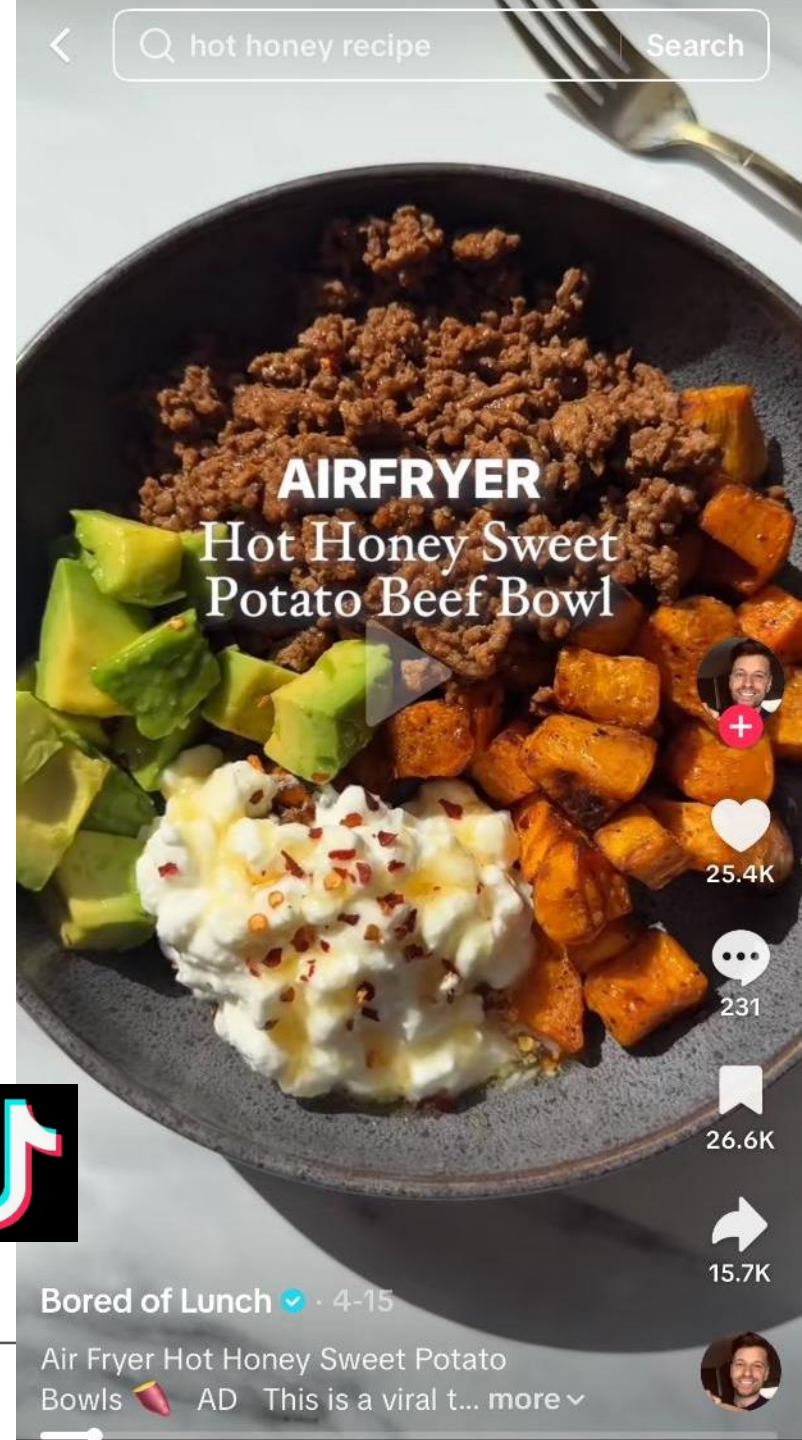 hot honey recipe Search
AIRFRYER
Hot Honey Sweet
Potato Beef Bowl
25.4K
231
26.6K
15.7K
Bored of Lunch · 4-15
Air Fryer Hot Honey Sweet Potato
Bowls 🍠 AD This is a viral t... more